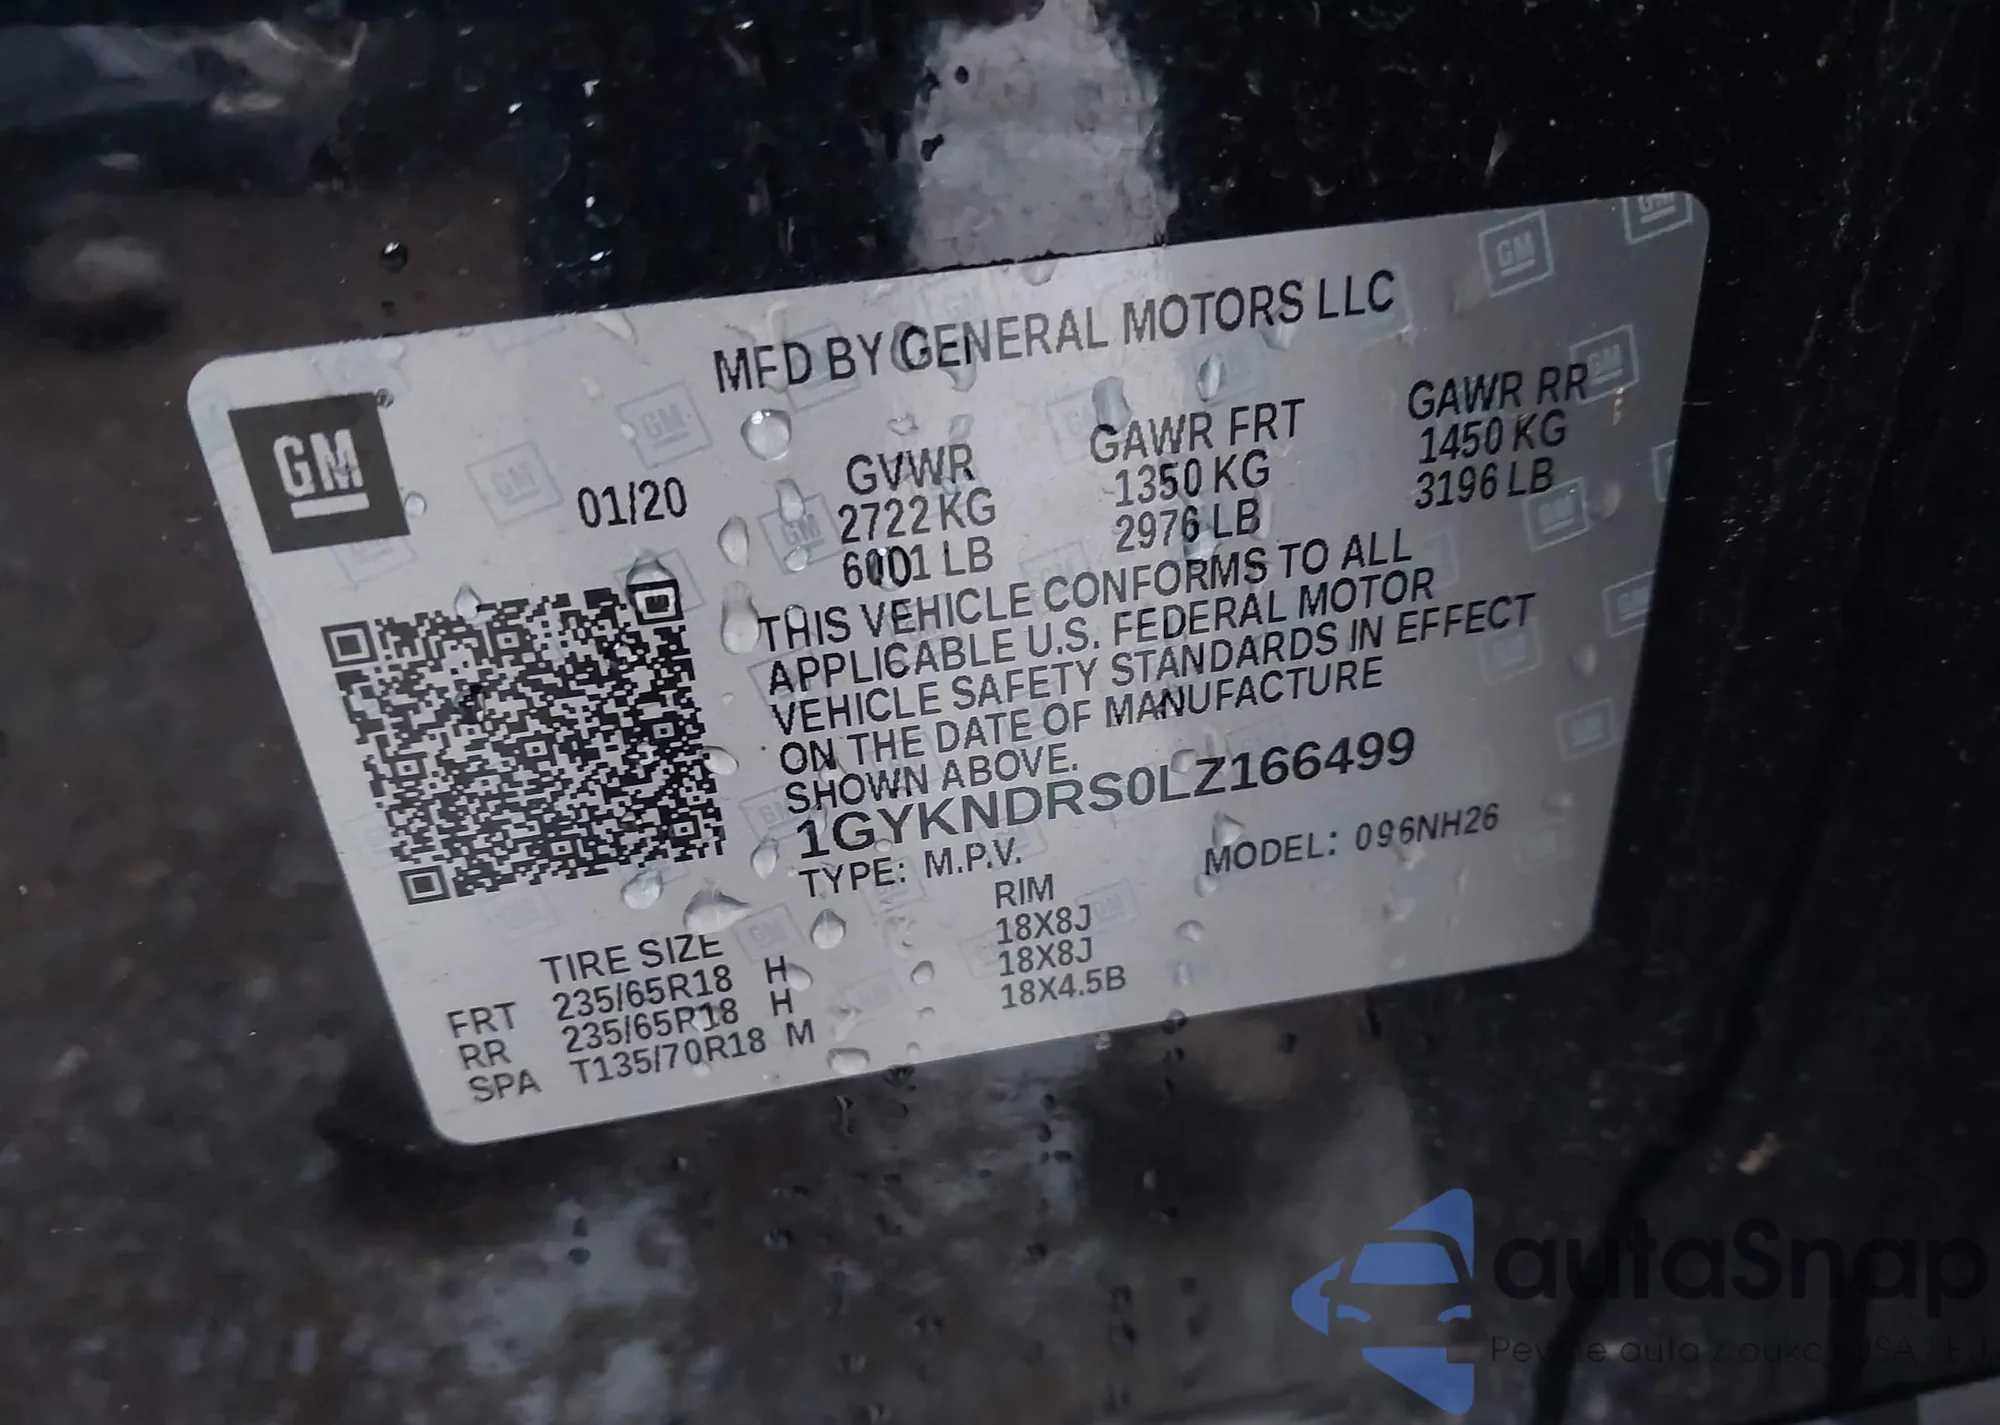 MFD BY GENERAL MOTORS LLC
GM
01/20
GVWR GAWR FRT GAWR RR
2722 KG 1350 KG 1450 KG
6001 LB 2976 LB 3196 LB
THIS VEHICLE CONFORMS TO ALL
APPLICABLE U.S. FEDERAL MOTOR
VEHICLE SAFETY STANDARDS IN EFFECT
ON THE DATE OF MANUFACTURE
SHOWN ABOVE.
1GYKNDRS0LZ166499
TYPE: M.P.V. MODEL: 096NH26
TIRE SIZE RIM
FRT 235/65R18 H 18X8J
RR 235/65R18 H 18X8J
SPA T135/70R18 M 18X4.5B
autaSnap
auta z